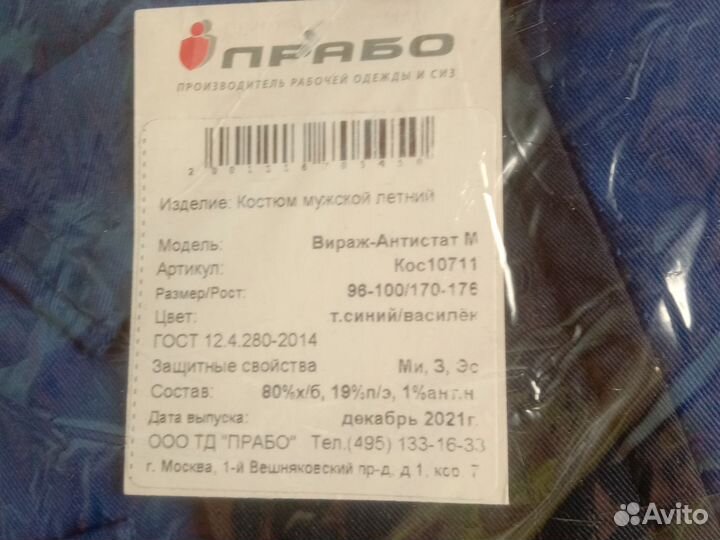 ПРАБО
ПРОИЗВОДИТЕЛЬ РАБОЧЕЙ ОДЕЖДЫ И СИЗ
Изделие: Костюм мужской летний
Модель: Вираж-Антистат М
Артикул: Кос10711
Размер/Рост: 96-100/170-176
Цвет: т.синий/василёк
ГОСТ 12.4.280-2014
Защитные свойства Ми, З, Эс
Состав: 80%х/б, 19%п/э, 1%ант.н
Дата выпуска: декабрь 2021г.
ООО ТД "ПРАБО" Тел.(495) 133-16-33
г. Москва, 1-й Вешняковский пр-д, д.1, кор. 7
Avito